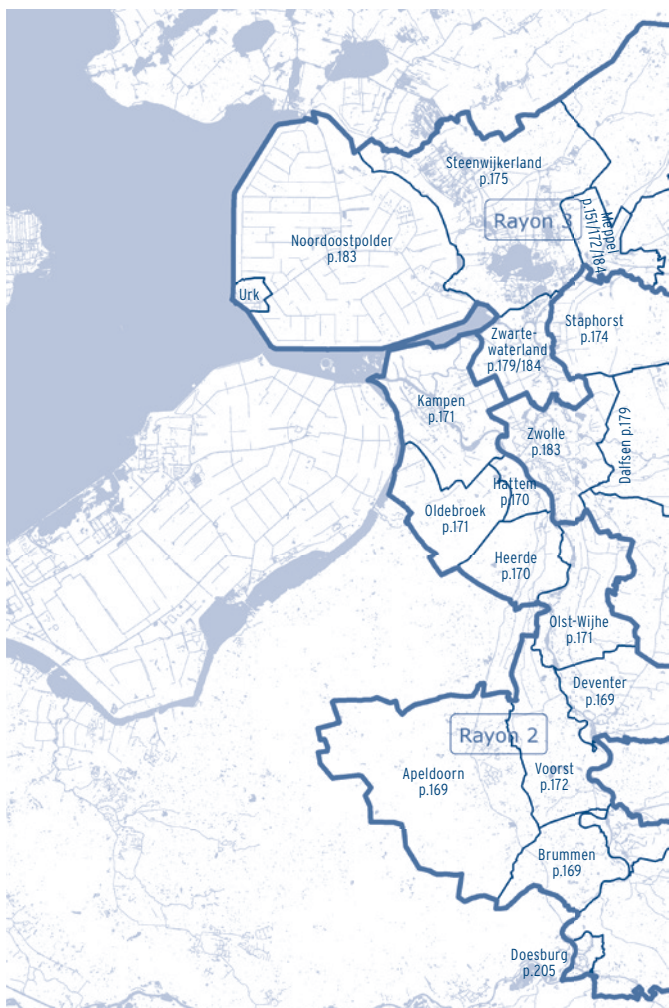 Steenwijkerland
p.175
Rayon 3
Meppel
p.151/172/184
Noordoostpolder
p.183
Urk
Zwarte-
waterland
p.179/184
Staphorst
p.174
Kampen
p.171
Zwolle
p.183
Dalfsen p.179
Hattem
p.170
Oldebroek
p.171
Heerde
p.170
Olst-Wijhe
p.171
Deventer
p.169
Rayon 2
Apeldoorn
p.169
Voorst
p.172
Brummen
p.169
Doesburg
p.205